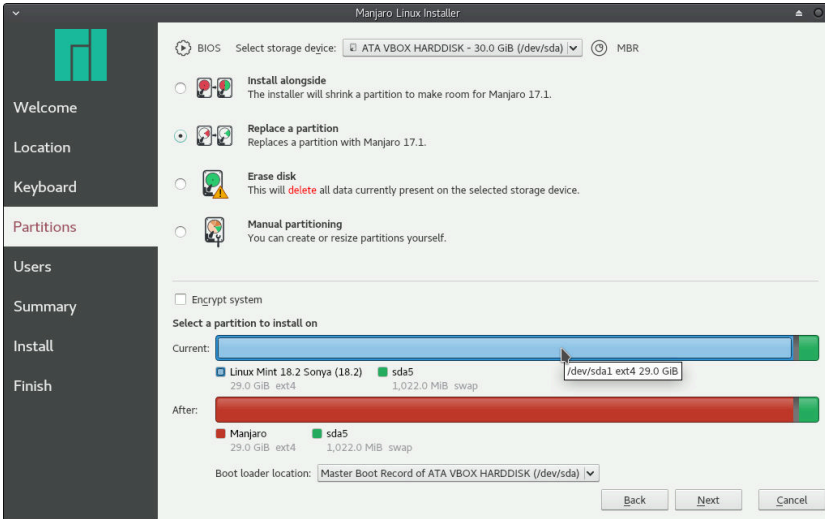 Manjaro Linux Installer
BIOS Select storage device: ATA VBOX HARDDISK - 30.0 GiB (/dev/sda) MBR
Welcome
Location
Keyboard
Partitions
Users
Summary
Install
Finish
Install alongside
The installer will shrink a partition to make room for Manjaro 17.1.
Replace a partition
Replaces a partition with Manjaro 17.1.
Erase disk
This will delete all data currently present on the selected storage device.
Manual partitioning
You can create or resize partitions yourself.
Encrypt system
Select a partition to install on
Current:
/dev/sda1 ext4 29.0 GiB
Linux Mint 18.2 Sonya (18.2) sda5
29.0 GiB ext4 1,022.0 MiB swap
After:
Manjaro sda5
29.0 GiB ext4 1,022.0 MiB swap
Boot loader location: Master Boot Record of ATA VBOX HARDDISK (/dev/sda)
Back Next Cancel